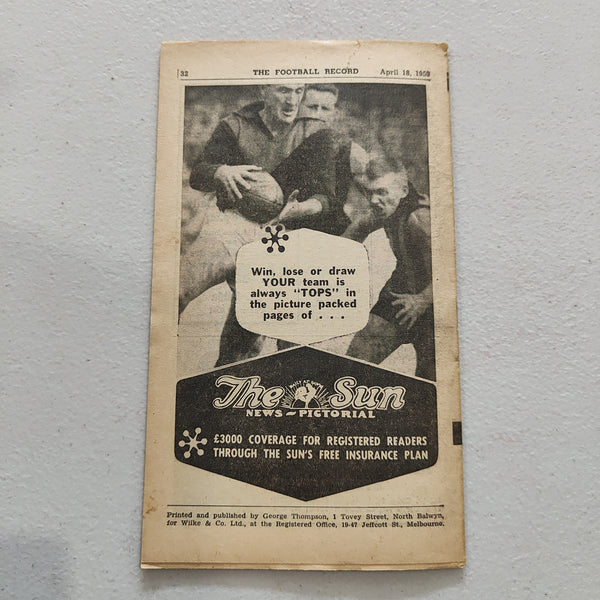 32 THE FOOTBALL RECORD April 18, 1959
Win, lose or draw
YOUR team is
always "TOPS" in
the picture packed
pages of . . .
The Sun
NEWS-PICTORIAL
£3000 COVERAGE FOR REGISTERED READERS
THROUGH THE SUN'S FREE INSURANCE PLAN
Printed and published by George Thompson, 1 Tovey Street, North Balwyn,
for Wilke & Co. Ltd., at the Registered Office, 19-47 Jeffcott St., Melbourne.